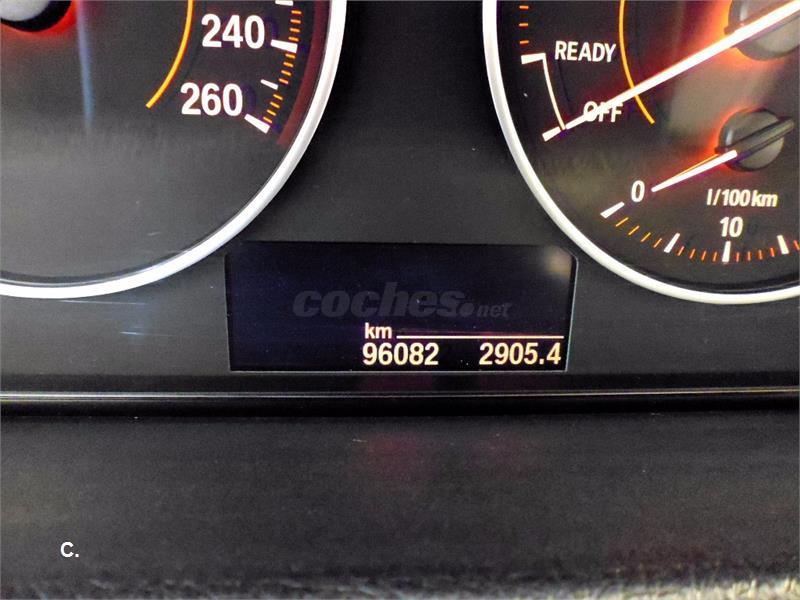 240
260
READY
OFF
0
l/100km
10
coches.net
km
96082 2905.4
C.